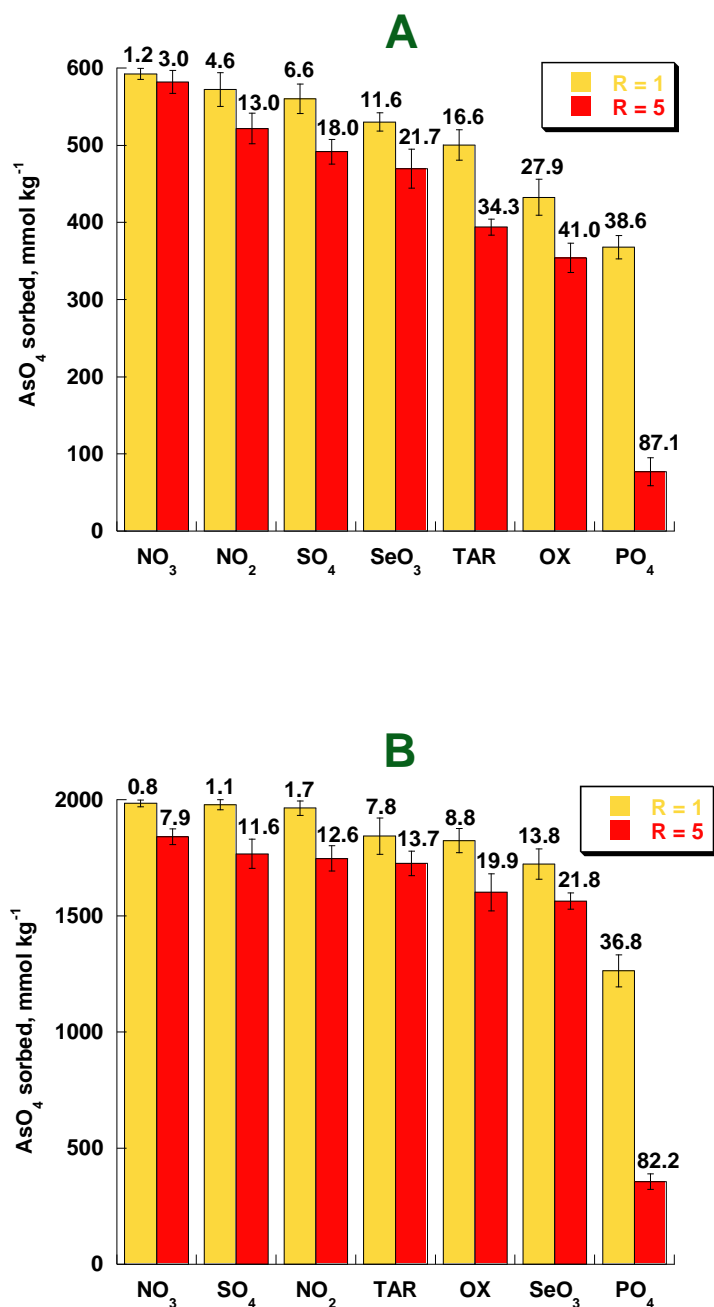 A
1.2 3.0 4.6 13.0 6.6 18.0 11.6 21.7 16.6 34.3 27.9 41.0 38.6 87.1
R = 1
R = 5
600
500
400
300
200
100
0
AsO₄ sorbed, mmol kg⁻¹
NO₃ NO₂ SO₄ SeO₃ TAR OX PO₄
B
0.8 7.9 1.1 11.6 1.7 12.6 7.8 13.7 8.8 19.9 13.8 21.8 36.8 82.2
R = 1
R = 5
2000
1500
1000
500
0
AsO₄ sorbed, mmol kg⁻¹
NO₃ SO₄ NO₂ TAR OX SeO₃ PO₄